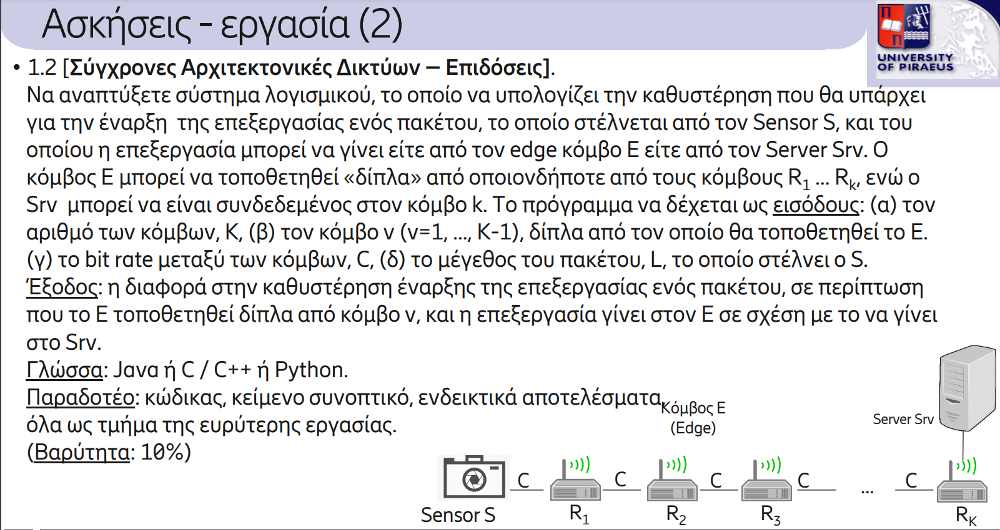 Ασκήσεις - εργασία (2)
UNIVERSITY
OF PIRAEUS
• 1.2 [Σύγχρονες Αρχιτεκτονικές Δικτύων – Επιδόσεις].
Να αναπτύξετε σύστημα λογισμικού, το οποίο να υπολογίζει την καθυστέρηση που θα υπάρχει
για την έναρξη της επεξεργασίας ενός πακέτου, το οποίο στέλνεται από τον Sensor S, και του
οποίου η επεξεργασία μπορεί να γίνει είτε από τον edge κόμβο E είτε από τον Server Srv. Ο
κόμβος Ε μπορεί να τοποθετηθεί «δίπλα» από οποιονδήποτε από τους κόμβους R₁ ... Rₖ, ενώ ο
Srv μπορεί να είναι συνδεδεμένος στον κόμβο k. Το πρόγραμμα να δέχεται ως εισόδους: (α) τον
αριθμό των κόμβων, Κ, (β) τον κόμβο ν (ν=1, ..., Κ-1), δίπλα από τον οποίο θα τοποθετηθεί το Ε.
(γ) το bit rate μεταξύ των κόμβων, C, (δ) το μέγεθος του πακέτου, L, το οποίο στέλνει ο S.
Έξοδος: η διαφορά στην καθυστέρηση έναρξης της επεξεργασίας ενός πακέτου, σε περίπτωση
που το Ε τοποθετηθεί δίπλα από κόμβο ν, και η επεξεργασία γίνει στον Ε σε σχέση με το να γίνει
στο Srv.
Γλώσσα: Java ή C / C++ ή Python.
Παραδοτέο: κώδικας, κείμενο συνοπτικό, ενδεικτικά αποτελέσματα,
όλα ως τμήμα της ευρύτερης εργασίας.
(Βαρύτητα: 10%)
Κόμβος Ε
(Edge)
Server Srv
C
C
C
C
...
C
Sensor S
R₁
R₂
R₃
R_K